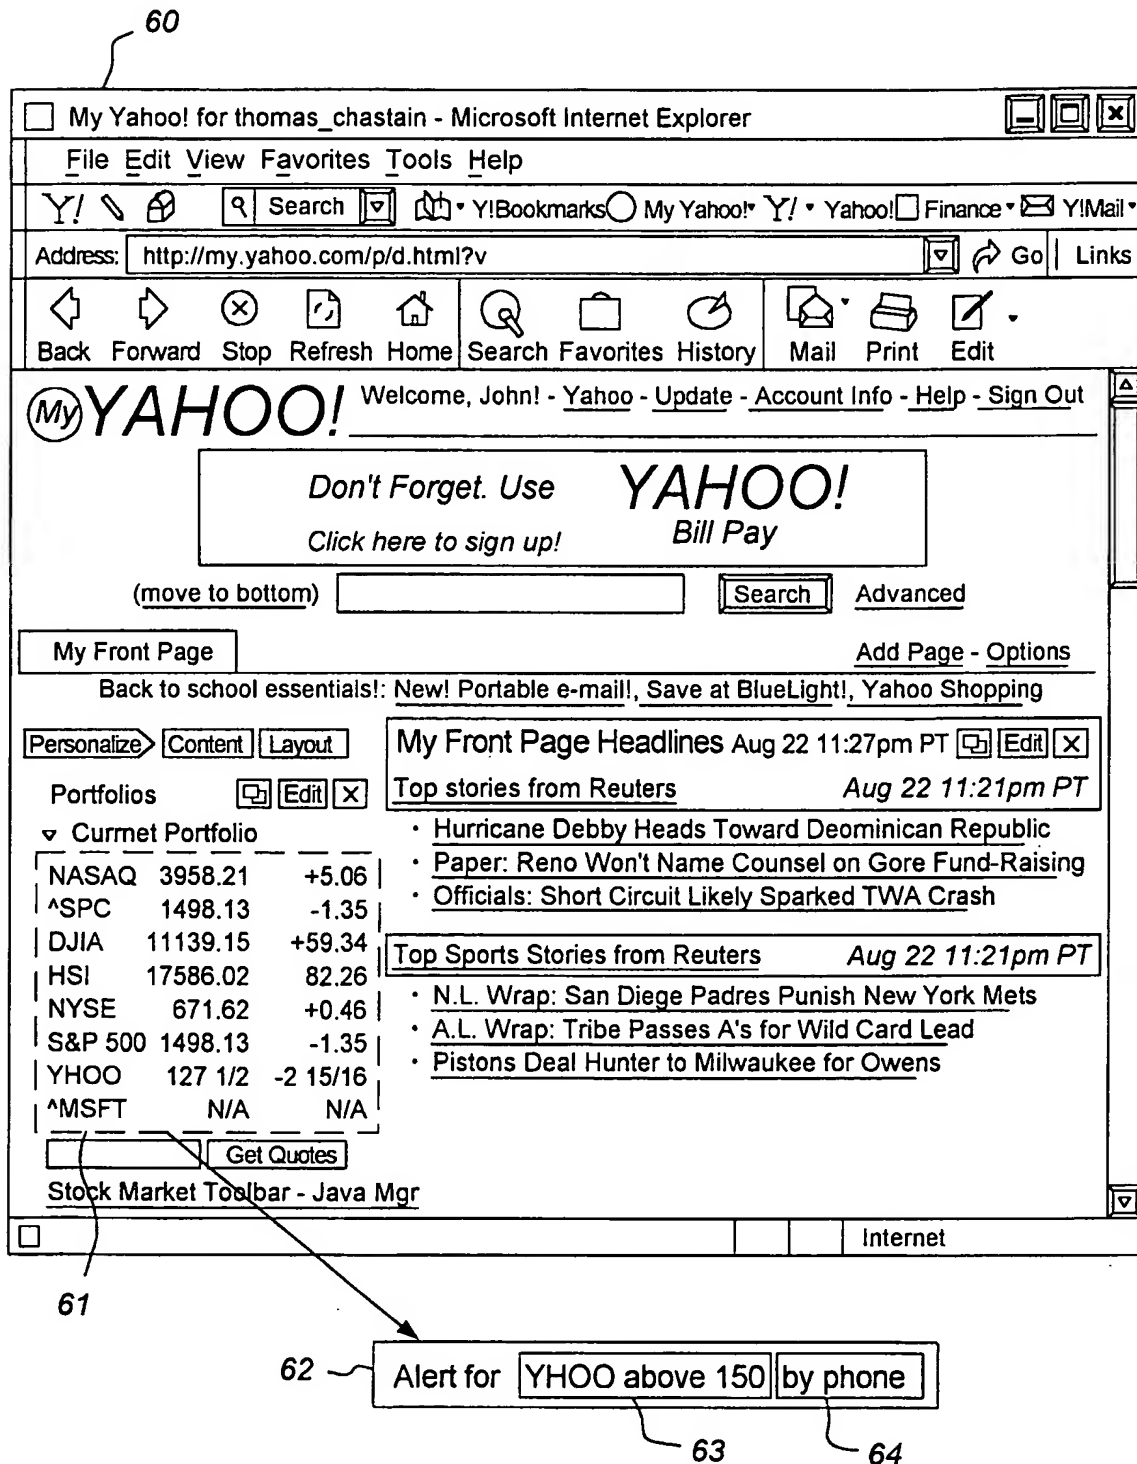 60
My Yahoo! for thomas_chastain - Microsoft Internet Explorer
File Edit View Favorites Tools Help
Y! Search Y!Bookmarks My Yahoo! Y! Yahoo! Finance Y!Mail
Address: http://my.yahoo.com/p/d.html?v Go Links
Back Forward Stop Refresh Home Search Favorites History Mail Print Edit
My YAHOO! Welcome, John! - Yahoo - Update - Account Info - Help - Sign Out
Don't Forget. Use YAHOO!
Click here to sign up! Bill Pay
(move to bottom) Search Advanced
My Front Page Add Page - Options
Back to school essentials!: New! Portable e-mail!, Save at BlueLight!, Yahoo Shopping
Personalize Content Layout
Portfolios Edit X
Curmet Portfolio
NASAQ 3958.21 +5.06
^SPC 1498.13 -1.35
DJIA 11139.15 +59.34
HSI 17586.02 82.26
NYSE 671.62 +0.46
S&P 500 1498.13 -1.35
YHOO 127 1/2 -2 15/16
^MSFT N/A N/A
Get Quotes
Stock Market Toolbar - Java Mgr
My Front Page Headlines Aug 22 11:27pm PT Edit X
Top stories from Reuters Aug 22 11:21pm PT
· Hurricane Debby Heads Toward Deominican Republic
· Paper: Reno Won't Name Counsel on Gore Fund-Raising
· Officials: Short Circuit Likely Sparked TWA Crash
Top Sports Stories from Reuters Aug 22 11:21pm PT
· N.L. Wrap: San Diego Padres Punish New York Mets
· A.L. Wrap: Tribe Passes A's for Wild Card Lead
· Pistons Deal Hunter to Milwaukee for Owens
Internet
61
62 Alert for YHOO above 150 by phone
63 64